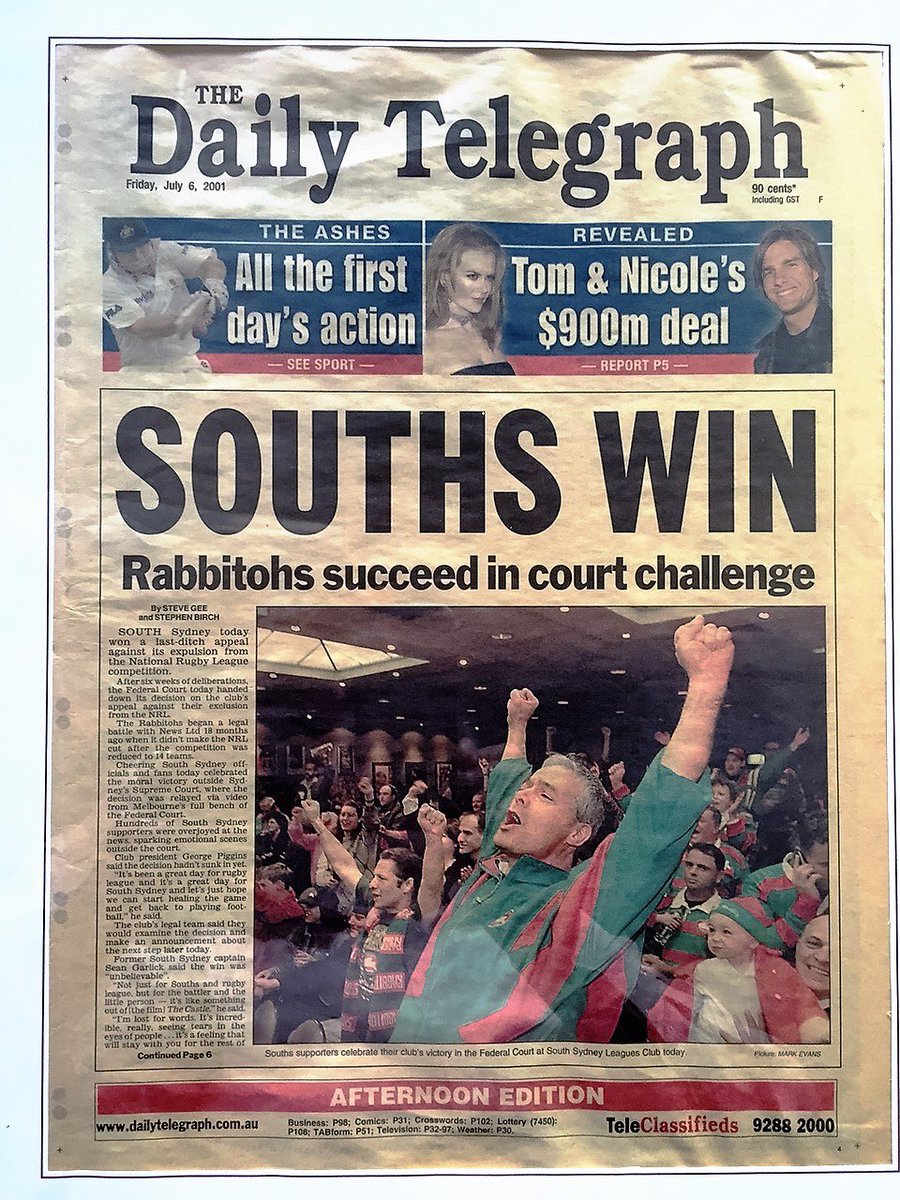 THE
Daily Telegraph
Friday, July 6, 2001
90 cents*
Including GST F
THE ASHES
All the first
day's action
— SEE SPORT —
REVEALED
Tom & Nicole's
$900m deal
— REPORT P5 —
SOUTHS WIN
Rabbitohs succeed in court challenge
By STEVE GEE
and STEPHEN BIRCH
SOUTH Sydney today
won a last-ditch appeal
against its expulsion from
the National Rugby League
competition.
After six weeks of deliberations,
the Federal Court today handed
down its decision on the club's
appeal against their exclusion
from the NRL.
The Rabbitohs began a legal
battle with News Ltd 18 months
ago when it didn't make the NRL
cut after the competition was
reduced to 14 teams.
Cheering South Sydney off-
icials and fans today celebrated
the moral victory outside Syd-
ney's Supreme Court, where the
decision was relayed via video
from Melbourne's full bench of
the Federal Court.
Hundreds of South Sydney
supporters were overjoyed at the
news, sparking emotional scenes
outside the court.
Club president George Piggins
said the decision hadn't sunk in yet.
"It's been a great day for rugby
league and it's a great day for
South Sydney and let's just hope
we can start healing the game
and get back to playing foot-
ball," he said.
The club's legal team said they
would examine the decision and
make an announcement about
the next step later today.
Former South Sydney captain
Sean Garlick said the win was
"unbelievable".
"Not just for Souths and rugby
league, but for the battler and the
little person — it's like something
out of [the film] The Castle," he said.
"I'm lost for words. It's incred-
ible, really, seeing tears in the
eyes of people . . . it's a feeling that
will stay with you for the rest of
Continued Page 6
Souths supporters celebrate their club's victory in the Federal Court at South Sydney Leagues Club today.
Picture: MARK EVANS
AFTERNOON EDITION
www.dailytelegraph.com.au
Business: P98; Comics: P31; Crosswords: P102; Lottery (7450):
P108; TABform: P51; Television: P32-97; Weather: P30.
TeleClassifieds 9288 2000
4